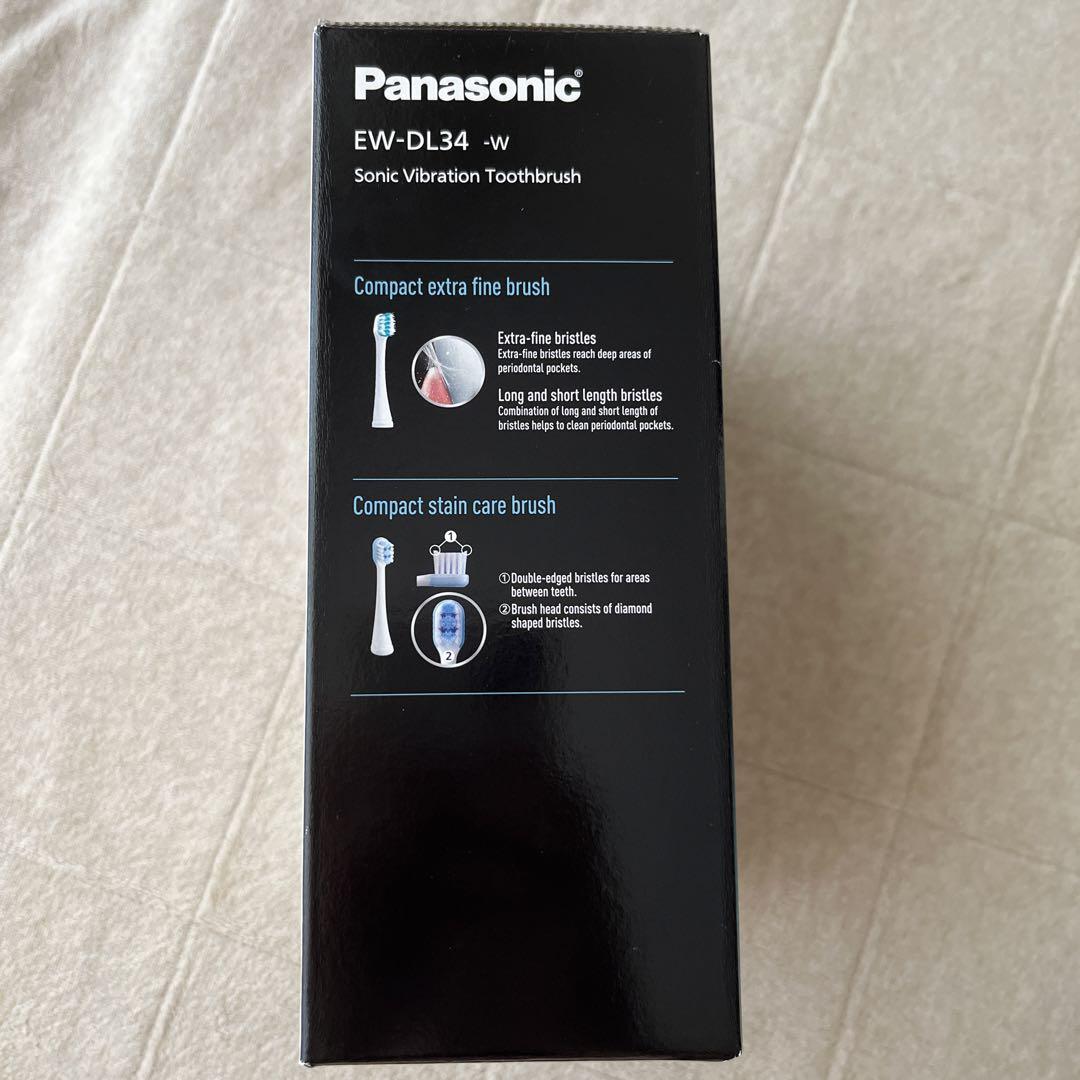 Panasonic®
EW-DL34 -W
Sonic Vibration Toothbrush
Compact extra fine brush
Extra-fine bristles
Extra-fine bristles reach deep areas of
periodontal pockets.
Long and short length bristles
Combination of long and short length of
bristles helps to clean periodontal pockets.
Compact stain care brush
1
①Double-edged bristles for areas
between teeth.
②Brush head consists of diamond
shaped bristles.
2